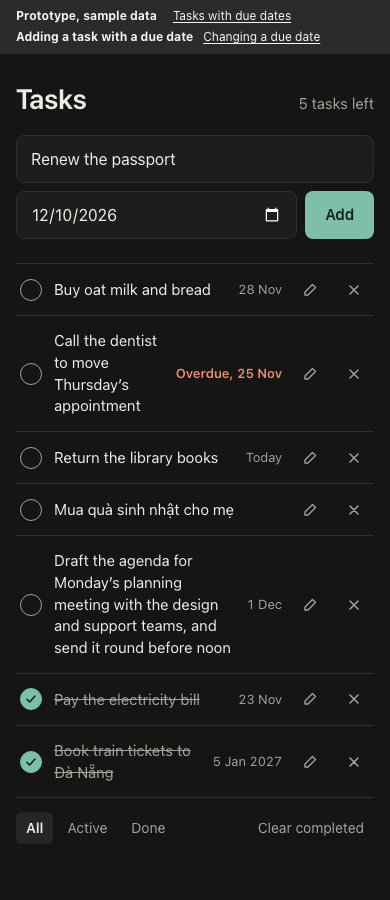 Prototype, sample data Tasks with due dates
Adding a task with a due date Changing a due date
Tasks
5 tasks left
Renew the passport
12/10/2026
Add
Buy oat milk and bread 28 Nov
Call the dentist
to move
Thursday’s
appointment
Overdue, 25 Nov
Return the library books Today
Mua quà sinh nhật cho mẹ
Draft the agenda for
Monday’s planning
meeting with the design
and support teams, and
send it round before noon
1 Dec
Pay the electricity bill 23 Nov
Book train tickets to
Đà Nẵng
5 Jan 2027
All Active Done Clear completed